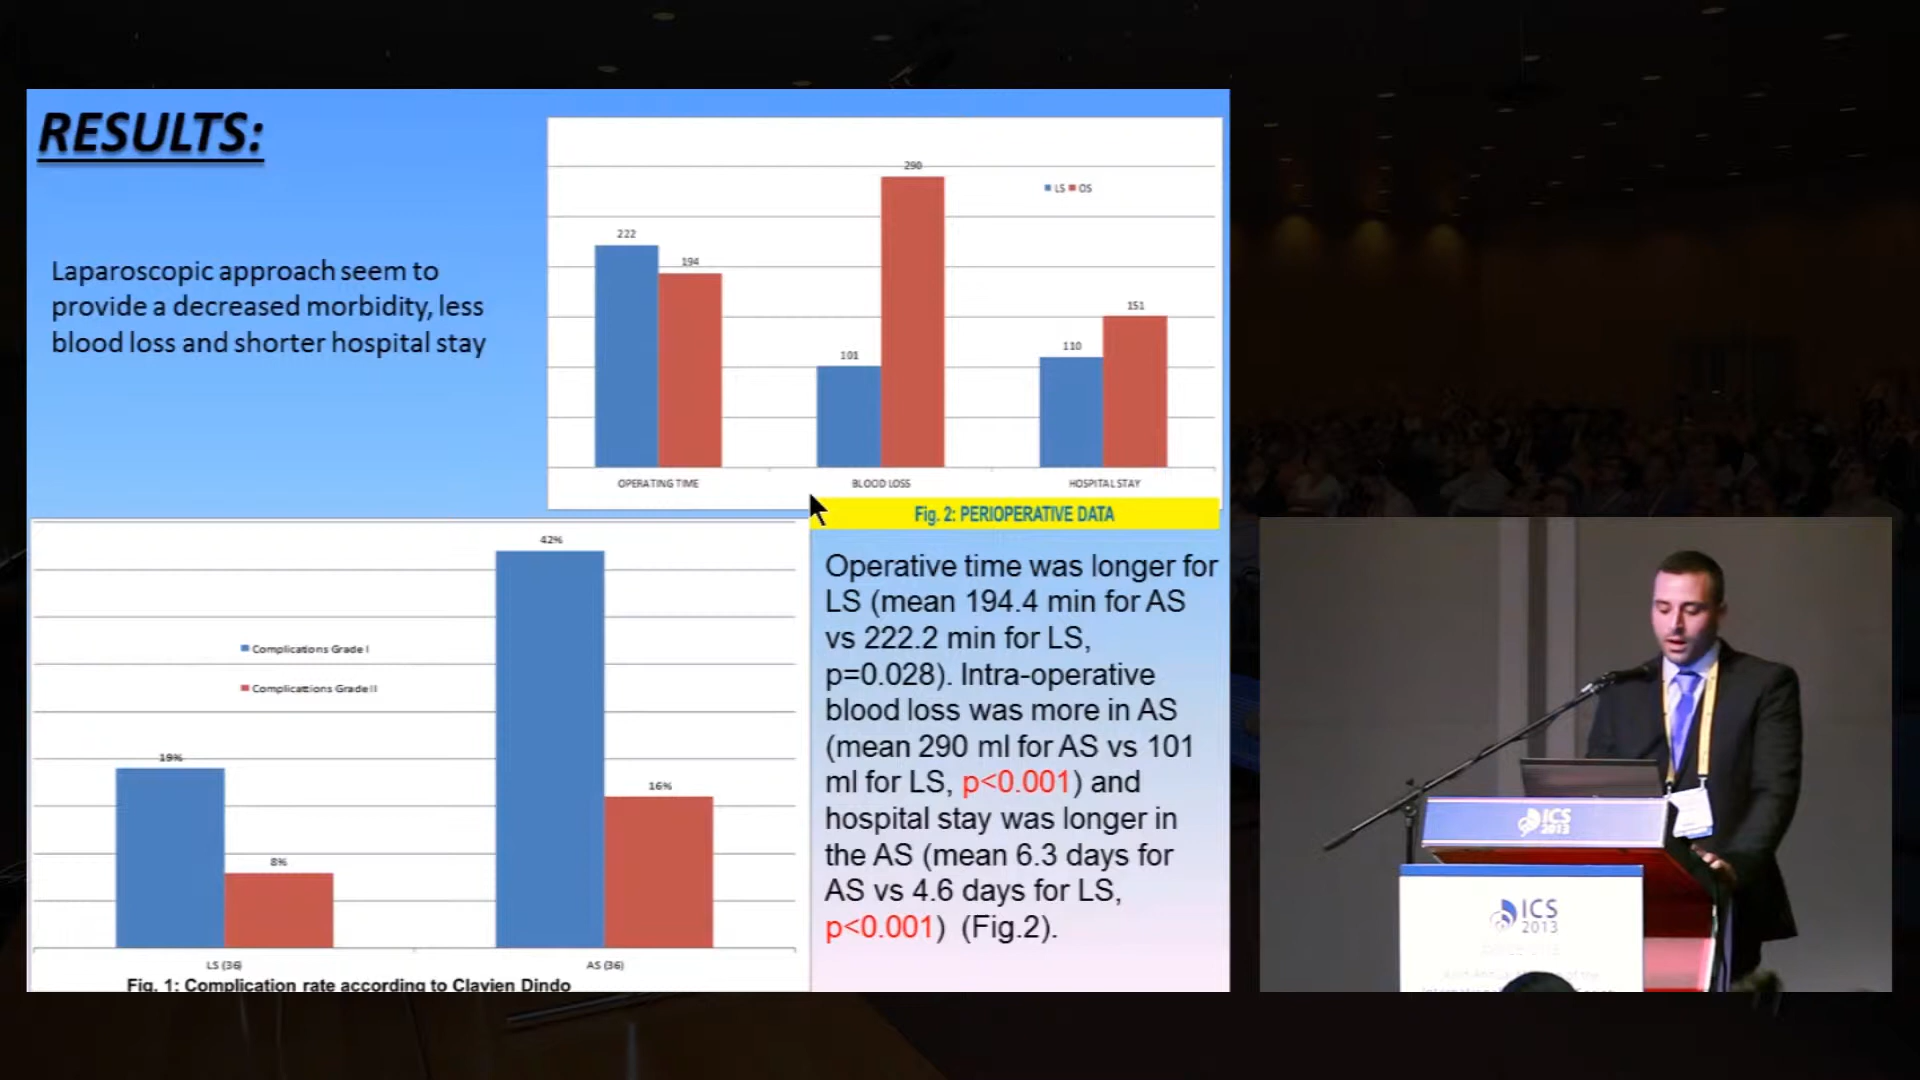 RESULTS:
Laparoscopic approach seem to
provide a decreased morbidity, less
blood loss and shorter hospital stay
290
LS OS
222
194
151
110
101
OPERATING TIME
BLOOD LOSS
HOSPITAL STAY
Fig. 2: PERIOPERATIVE DATA
42%
Complications Grade I
Complicattions Grade II
19%
16%
8%
LS (36)
AS (36)
Fig. 1: Complication rate according to Clavien Dindo
Operative time was longer for
LS (mean 194.4 min for AS
vs 222.2 min for LS,
p=0.028). Intra-operative
blood loss was more in AS
(mean 290 ml for AS vs 101
ml for LS, p<0.001) and
hospital stay was longer in
the AS (mean 6.3 days for
AS vs 4.6 days for LS,
p<0.001) (Fig.2).
ICS
2013
ICS
2013